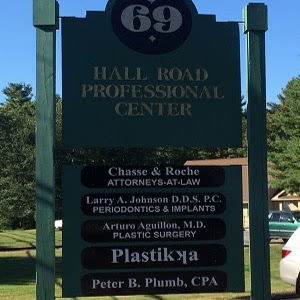 69
HALL ROAD
PROFESSIONAL
CENTER
Chasse & Roche
ATTORNEYS-AT-LAW
Larry A. Johnson D.D.S. P.C.
PERIODONTICS & IMPLANTS
Arturo Aguillon, M.D.
PLASTIC SURGERY
Plastikʞa
Peter B. Plumb, CPA